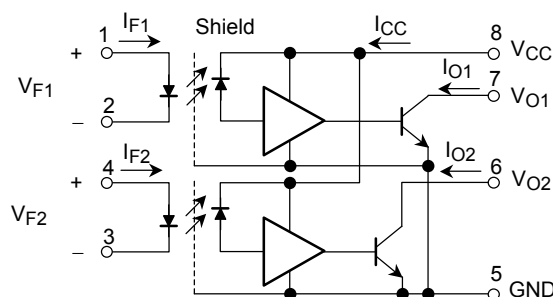 1 IF1 Shield ICC 8
+ VCC
VF1 IO1 7
2 VO1
−
4 IF2 IO2 6
+ VO2
VF2
3 5
− GND